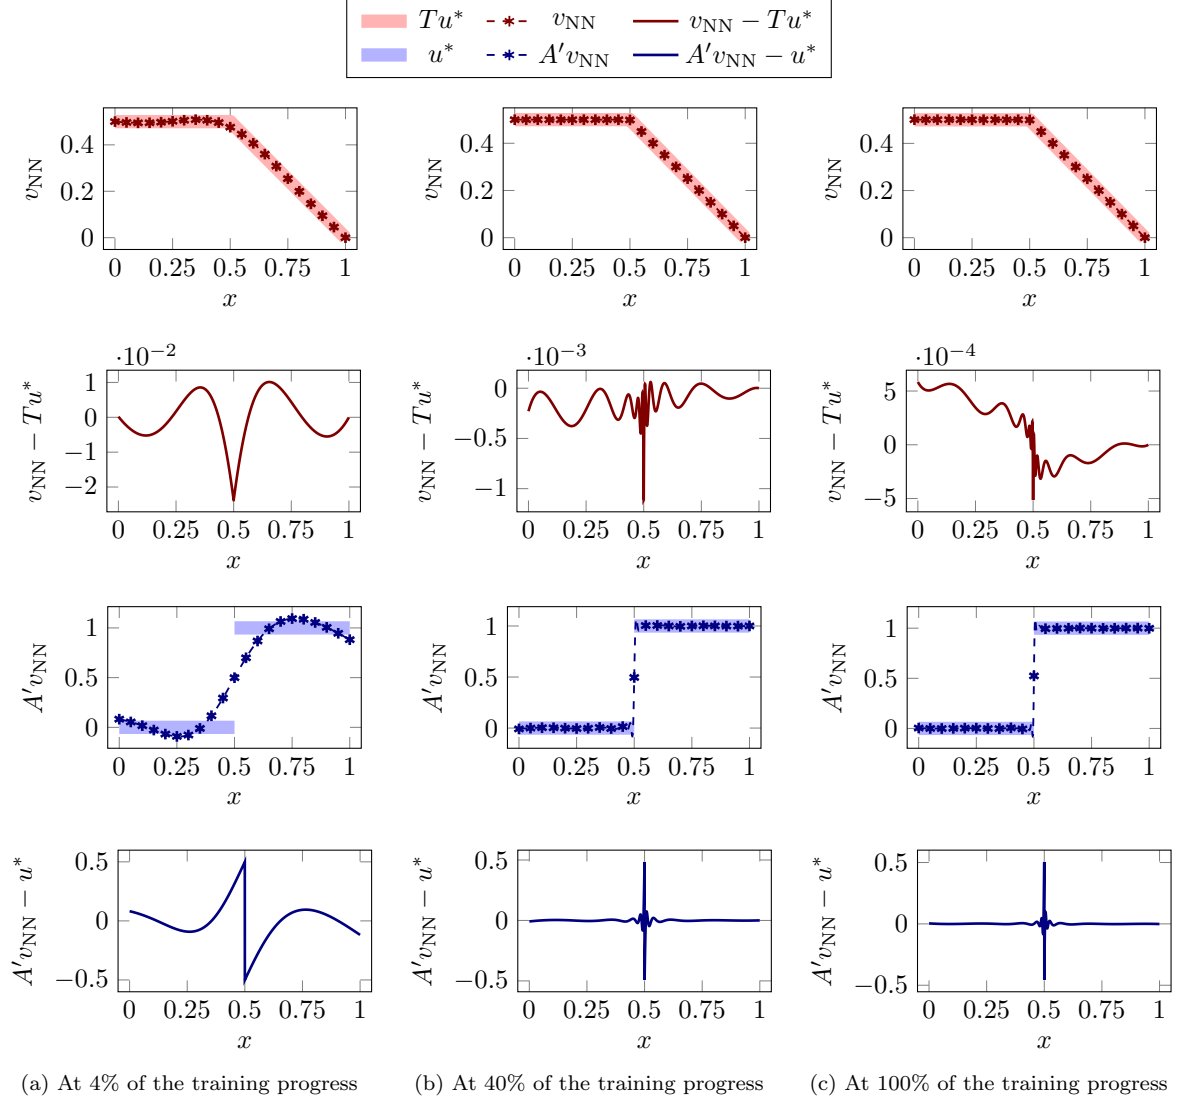 Tu* v_NN v_NN − Tu*
u* A′v_NN A′v_NN − u*
v_NN
0.4
0.2
0
0 0.25 0.5 0.75 1
x
v_NN
0.4
0.2
0
0 0.25 0.5 0.75 1
x
v_NN
0.4
0.2
0
0 0.25 0.5 0.75 1
x
·10⁻²
v_NN − Tu*
1
0
−1
−2
0 0.25 0.5 0.75 1
x
·10⁻³
v_NN − Tu*
0
−0.5
−1
0 0.25 0.5 0.75 1
x
·10⁻⁴
v_NN − Tu*
5
0
−5
0 0.25 0.5 0.75 1
x
A′v_NN
1
0.5
0
0 0.25 0.5 0.75 1
x
A′v_NN
1
0.5
0
0 0.25 0.5 0.75 1
x
A′v_NN
1
0.5
0
0 0.25 0.5 0.75 1
x
A′v_NN − u*
0.5
0
−0.5
0 0.25 0.5 0.75 1
x
A′v_NN − u*
0.5
0
−0.5
0 0.25 0.5 0.75 1
x
A′v_NN − u*
0.5
0
−0.5
0 0.25 0.5 0.75 1
x
(a) At 4% of the training progress
(b) At 40% of the training progress
(c) At 100% of the training progress